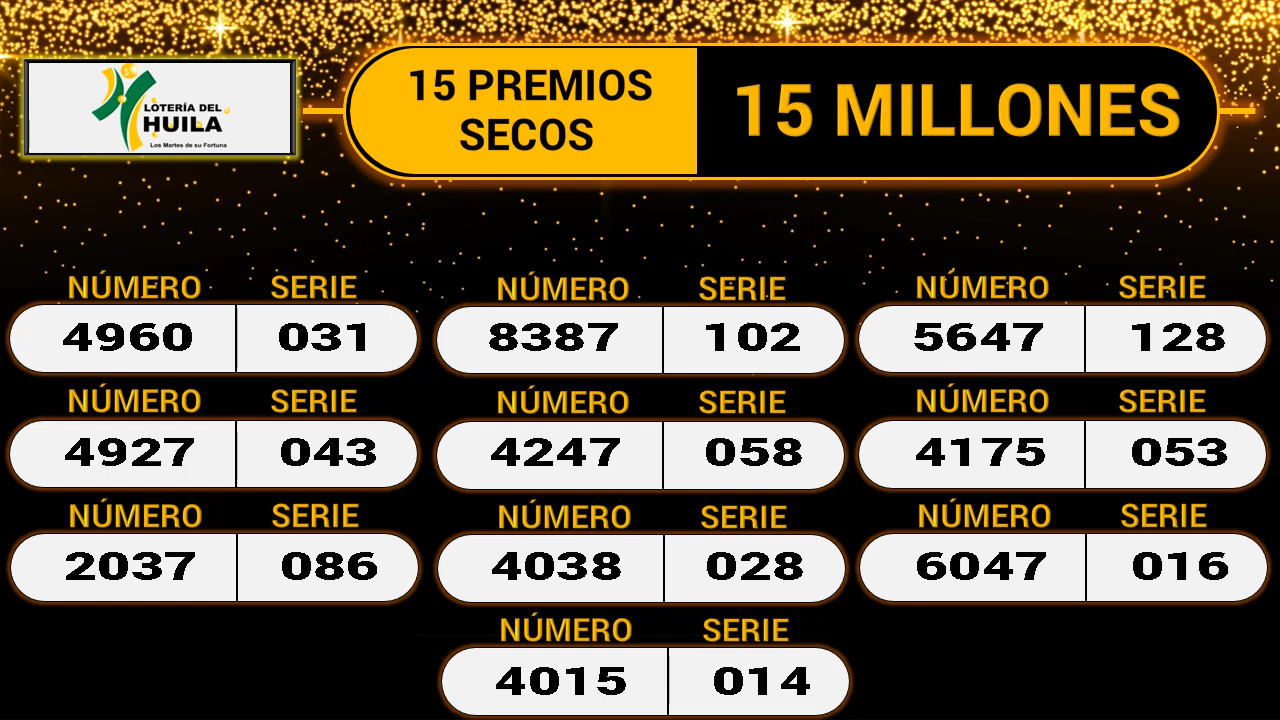 LOTERÍA DEL
HUILA
Los Martes de su Fortuna
15 PREMIOS
SECOS
15 MILLONES
NÚMERO SERIE NÚMERO SERIE NÚMERO SERIE
4960 031 8387 102 5647 128
NÚMERO SERIE NÚMERO SERIE NÚMERO SERIE
4927 043 4247 058 4175 053
NÚMERO SERIE NÚMERO SERIE NÚMERO SERIE
2037 086 4038 028 6047 016
NÚMERO SERIE
4015 014